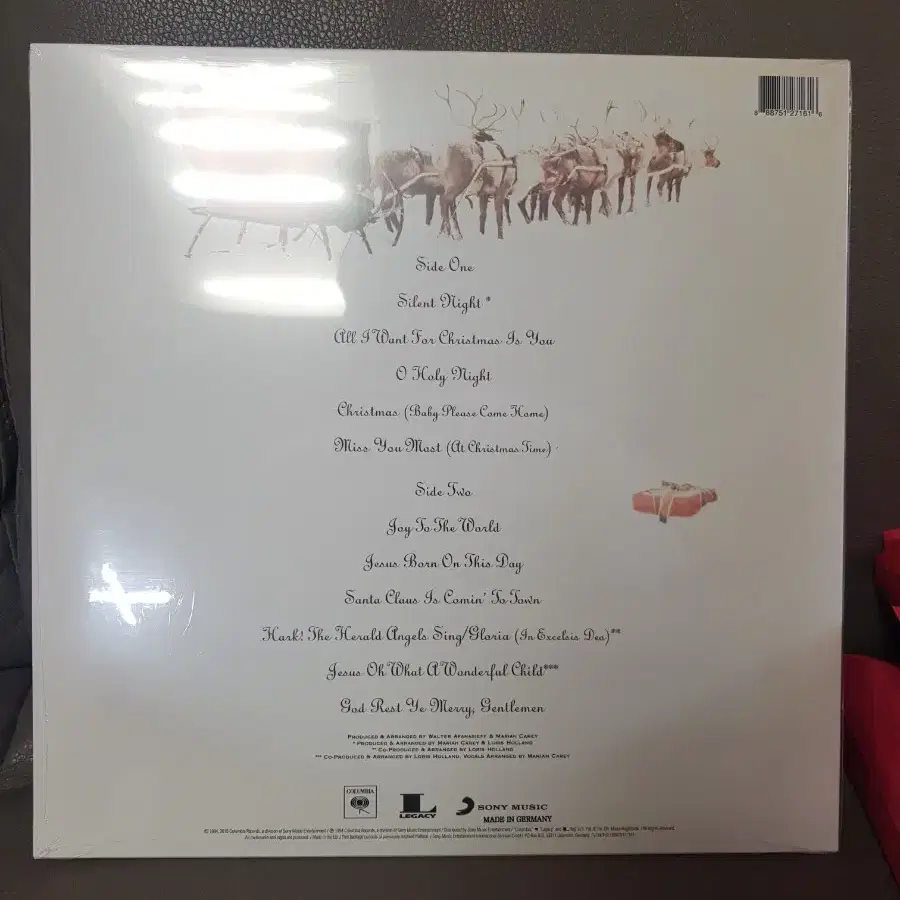 8 88751 27161 6
Side One
Silent Night *
All I Want For Christmas Is You
O Holy Night
Christmas (Baby Please Come Home)
Miss You Most (At Christmas Time)
Side Two
Joy To The World
Jesus Born On This Day
Santa Claus Is Comin' To Town
Hark! The Herald Angels Sing/Gloria (In Excelsis Deo)**
Jesus Oh What A Wonderful Child***
God Rest Ye Merry, Gentlemen
PRODUCED & ARRANGED BY WALTER AFANASIEFF & MARIAH CAREY
* PRODUCED & ARRANGED BY MARIAH CAREY & LORIS HOLLAND
** CO-PRODUCED & ARRANGED BY LORIS HOLLAND
*** CO-PRODUCED & ARRANGED BY LORIS HOLLAND. VOCALS ARRANGED BY MARIAH CAREY
COLUMBIA
L
LEGACY
SONY MUSIC
MADE IN GERMANY